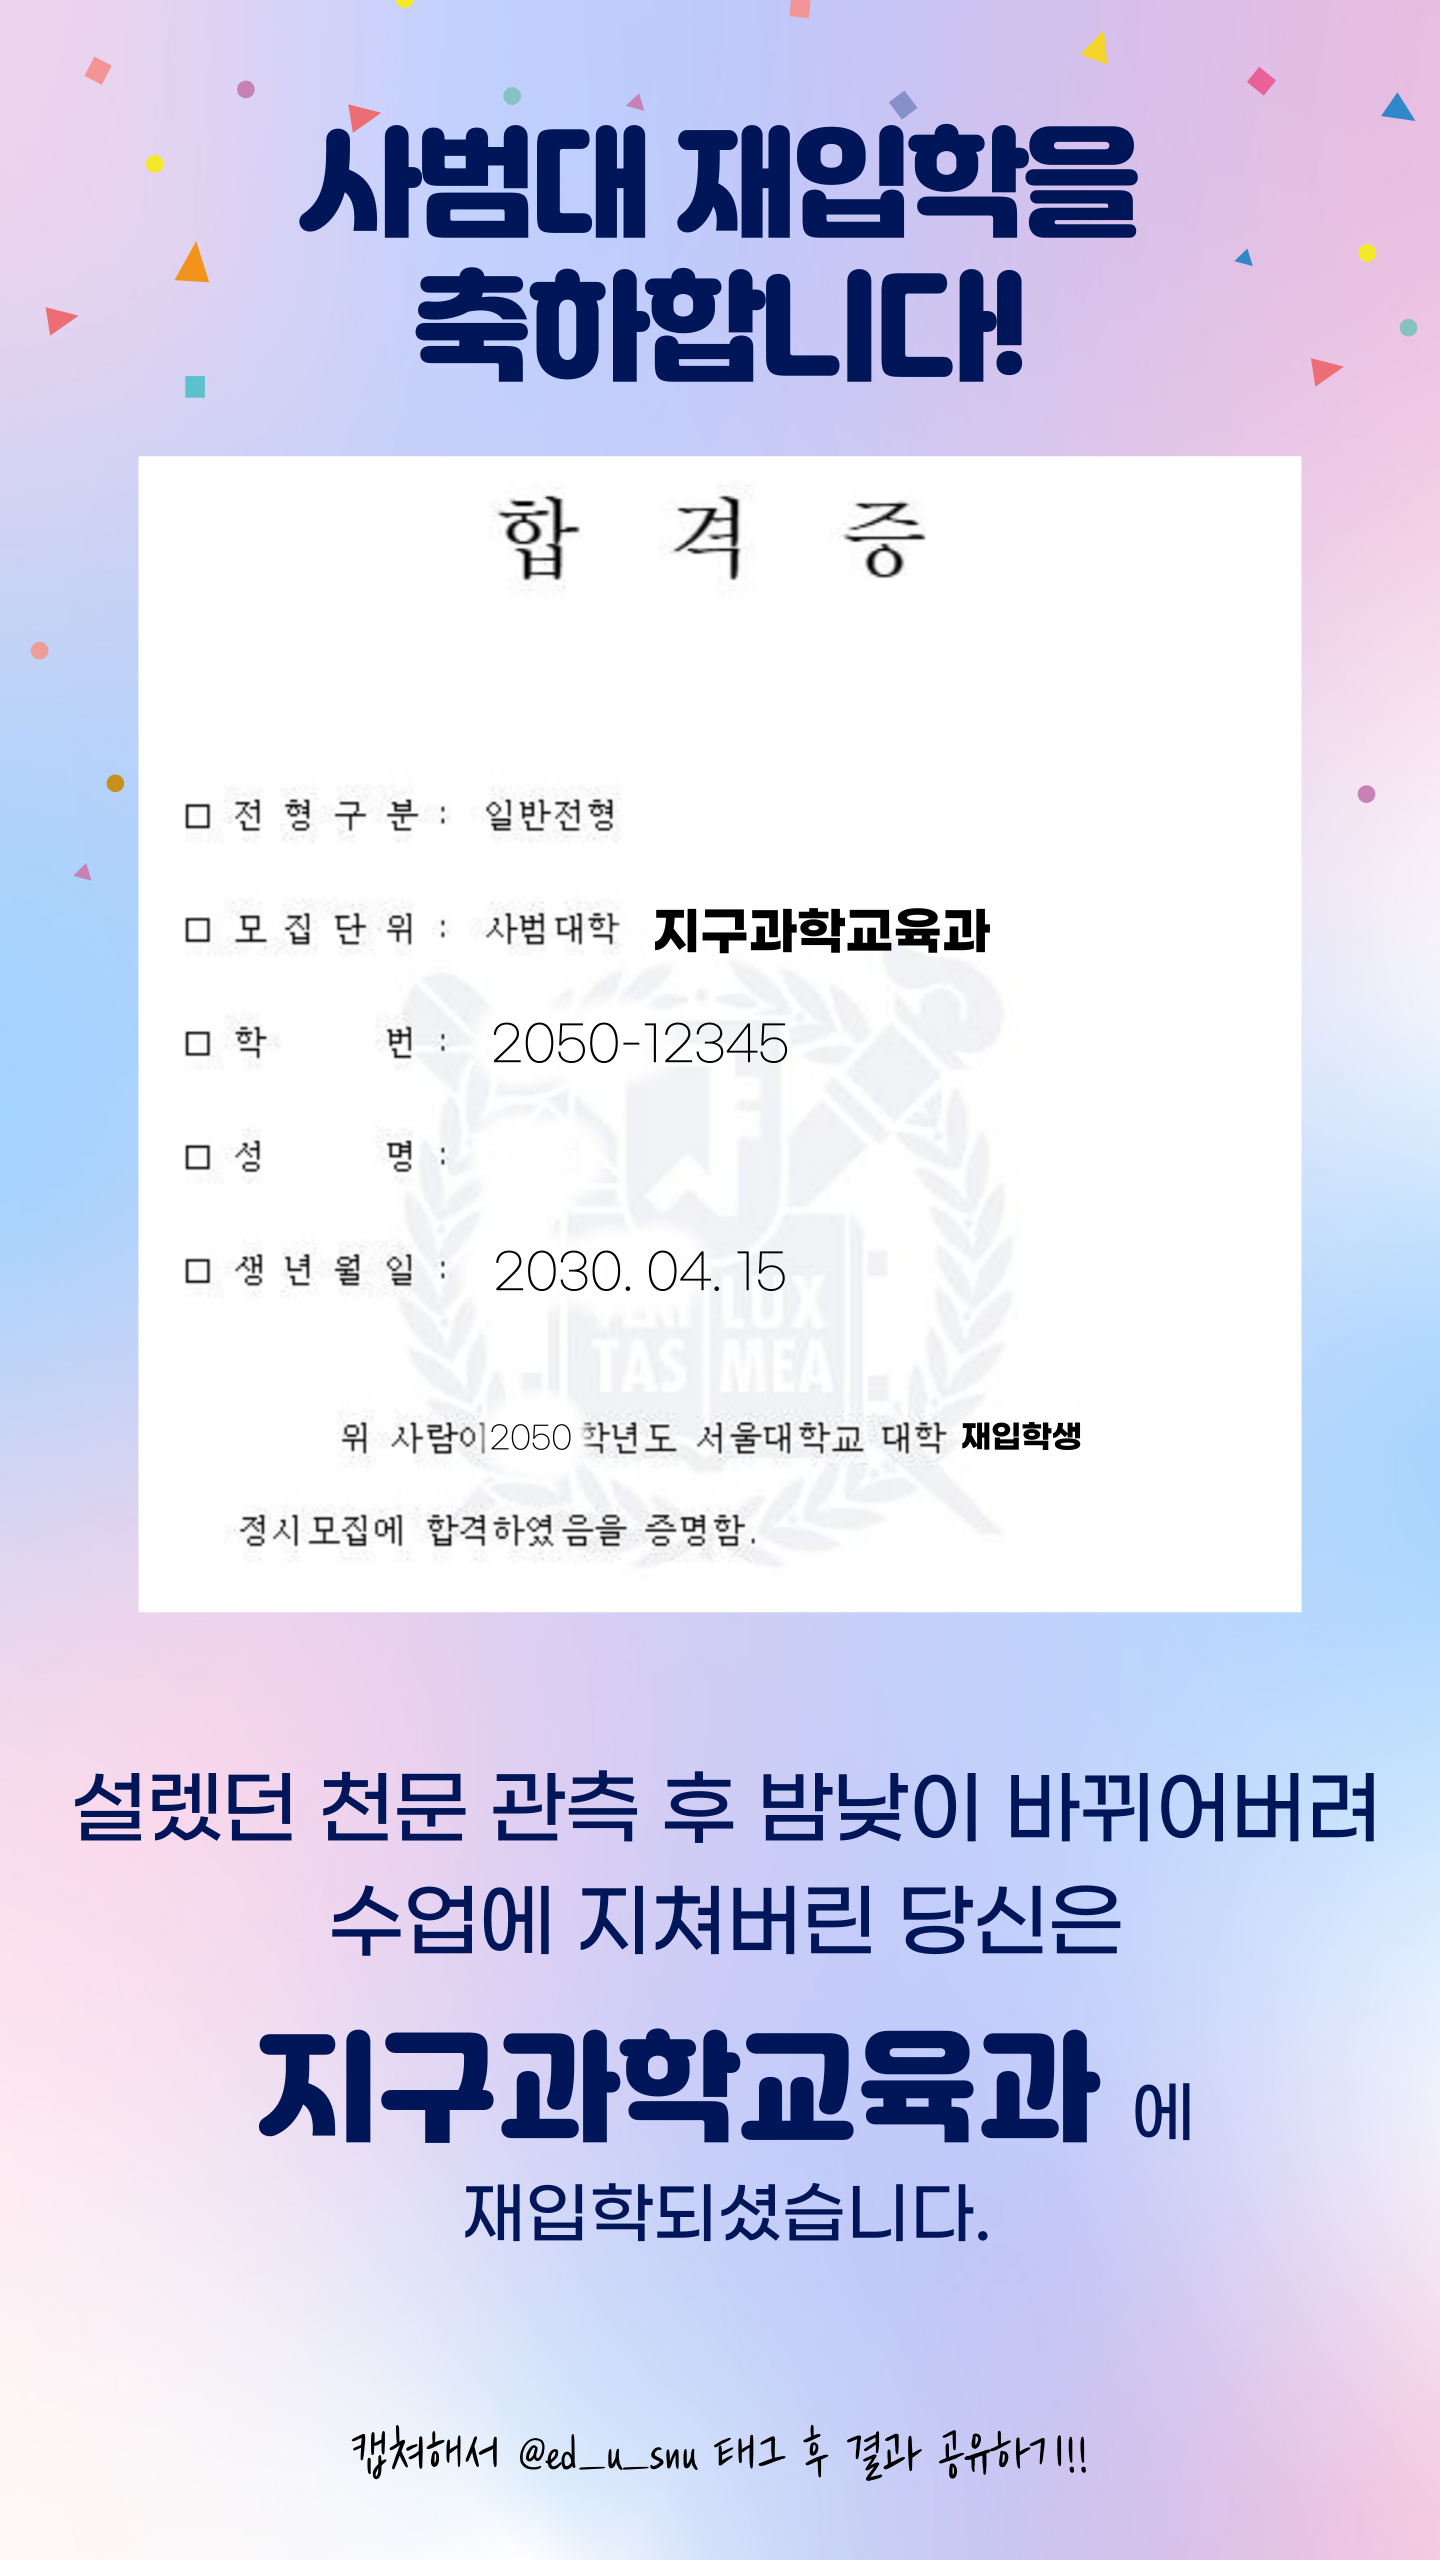 사범대 재입학을
축하합니다!
합 격 증
□ 전 형 구 분 : 일반전형
□ 모 집 단 위 : 사범대학 지구과학교육과
□ 학 번 : 2050-12345
□ 성 명 :
□ 생 년 월 일 : 2030. 04. 15
VERI LUX
TAS MEA
위 사람이 2050 학년도 서울대학교 대학 재입학생
정시모집에 합격하였음을 증명함.
설렜던 천문 관측 후 밤낮이 바뀌어버려
수업에 지쳐버린 당신은
지구과학교육과 에
재입학되셨습니다.
캡쳐해서 @ed_u_snu 태그 후 결과 공유하기!!!